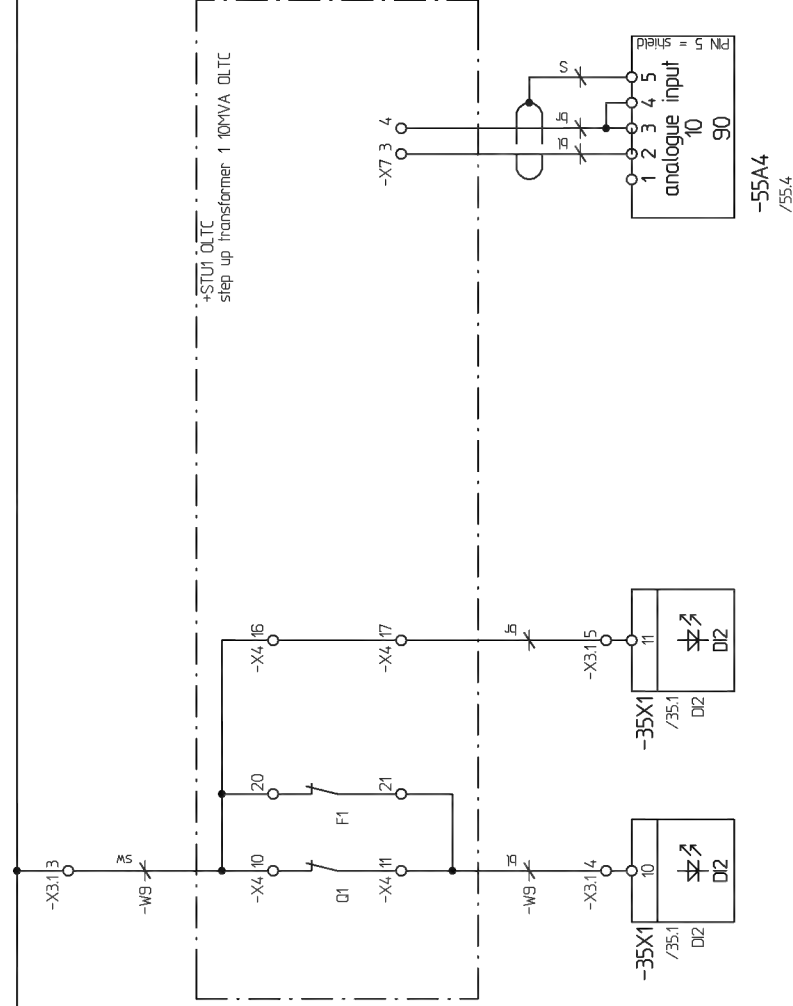 +STU1 OLTC
step up transformer 1 10MVA OLTC
-X3.1 3
sw
-W9
-X4 10
20
-X4 16
Q1
F1
-X4 11
21
-X4 17
-X7 3
4
bl
-W9
gr
bl
br
S
-X3.1 4
-X3.1 5
-35X1
/35.1
DI2
10
DI2
-35X1
/35.1
DI2
11
DI2
PIN 5 = shield
1 2 3 4 5
analogue input
10
90
-55A4
/55.4